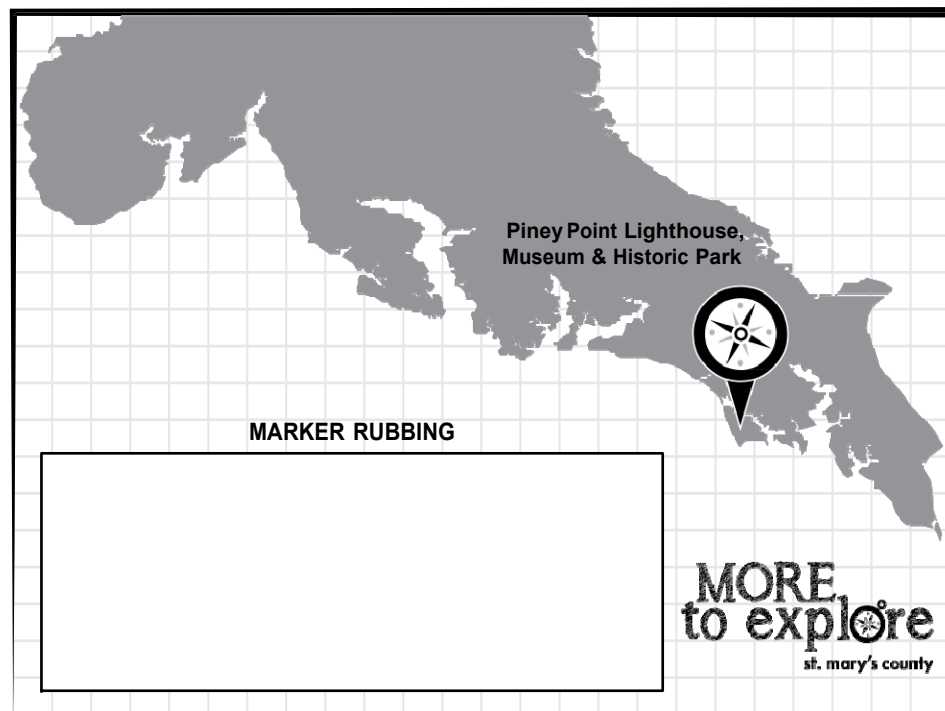 Piney Point Lighthouse,
Museum & Historic Park
MARKER RUBBING
MORE
to explore
st. mary's county